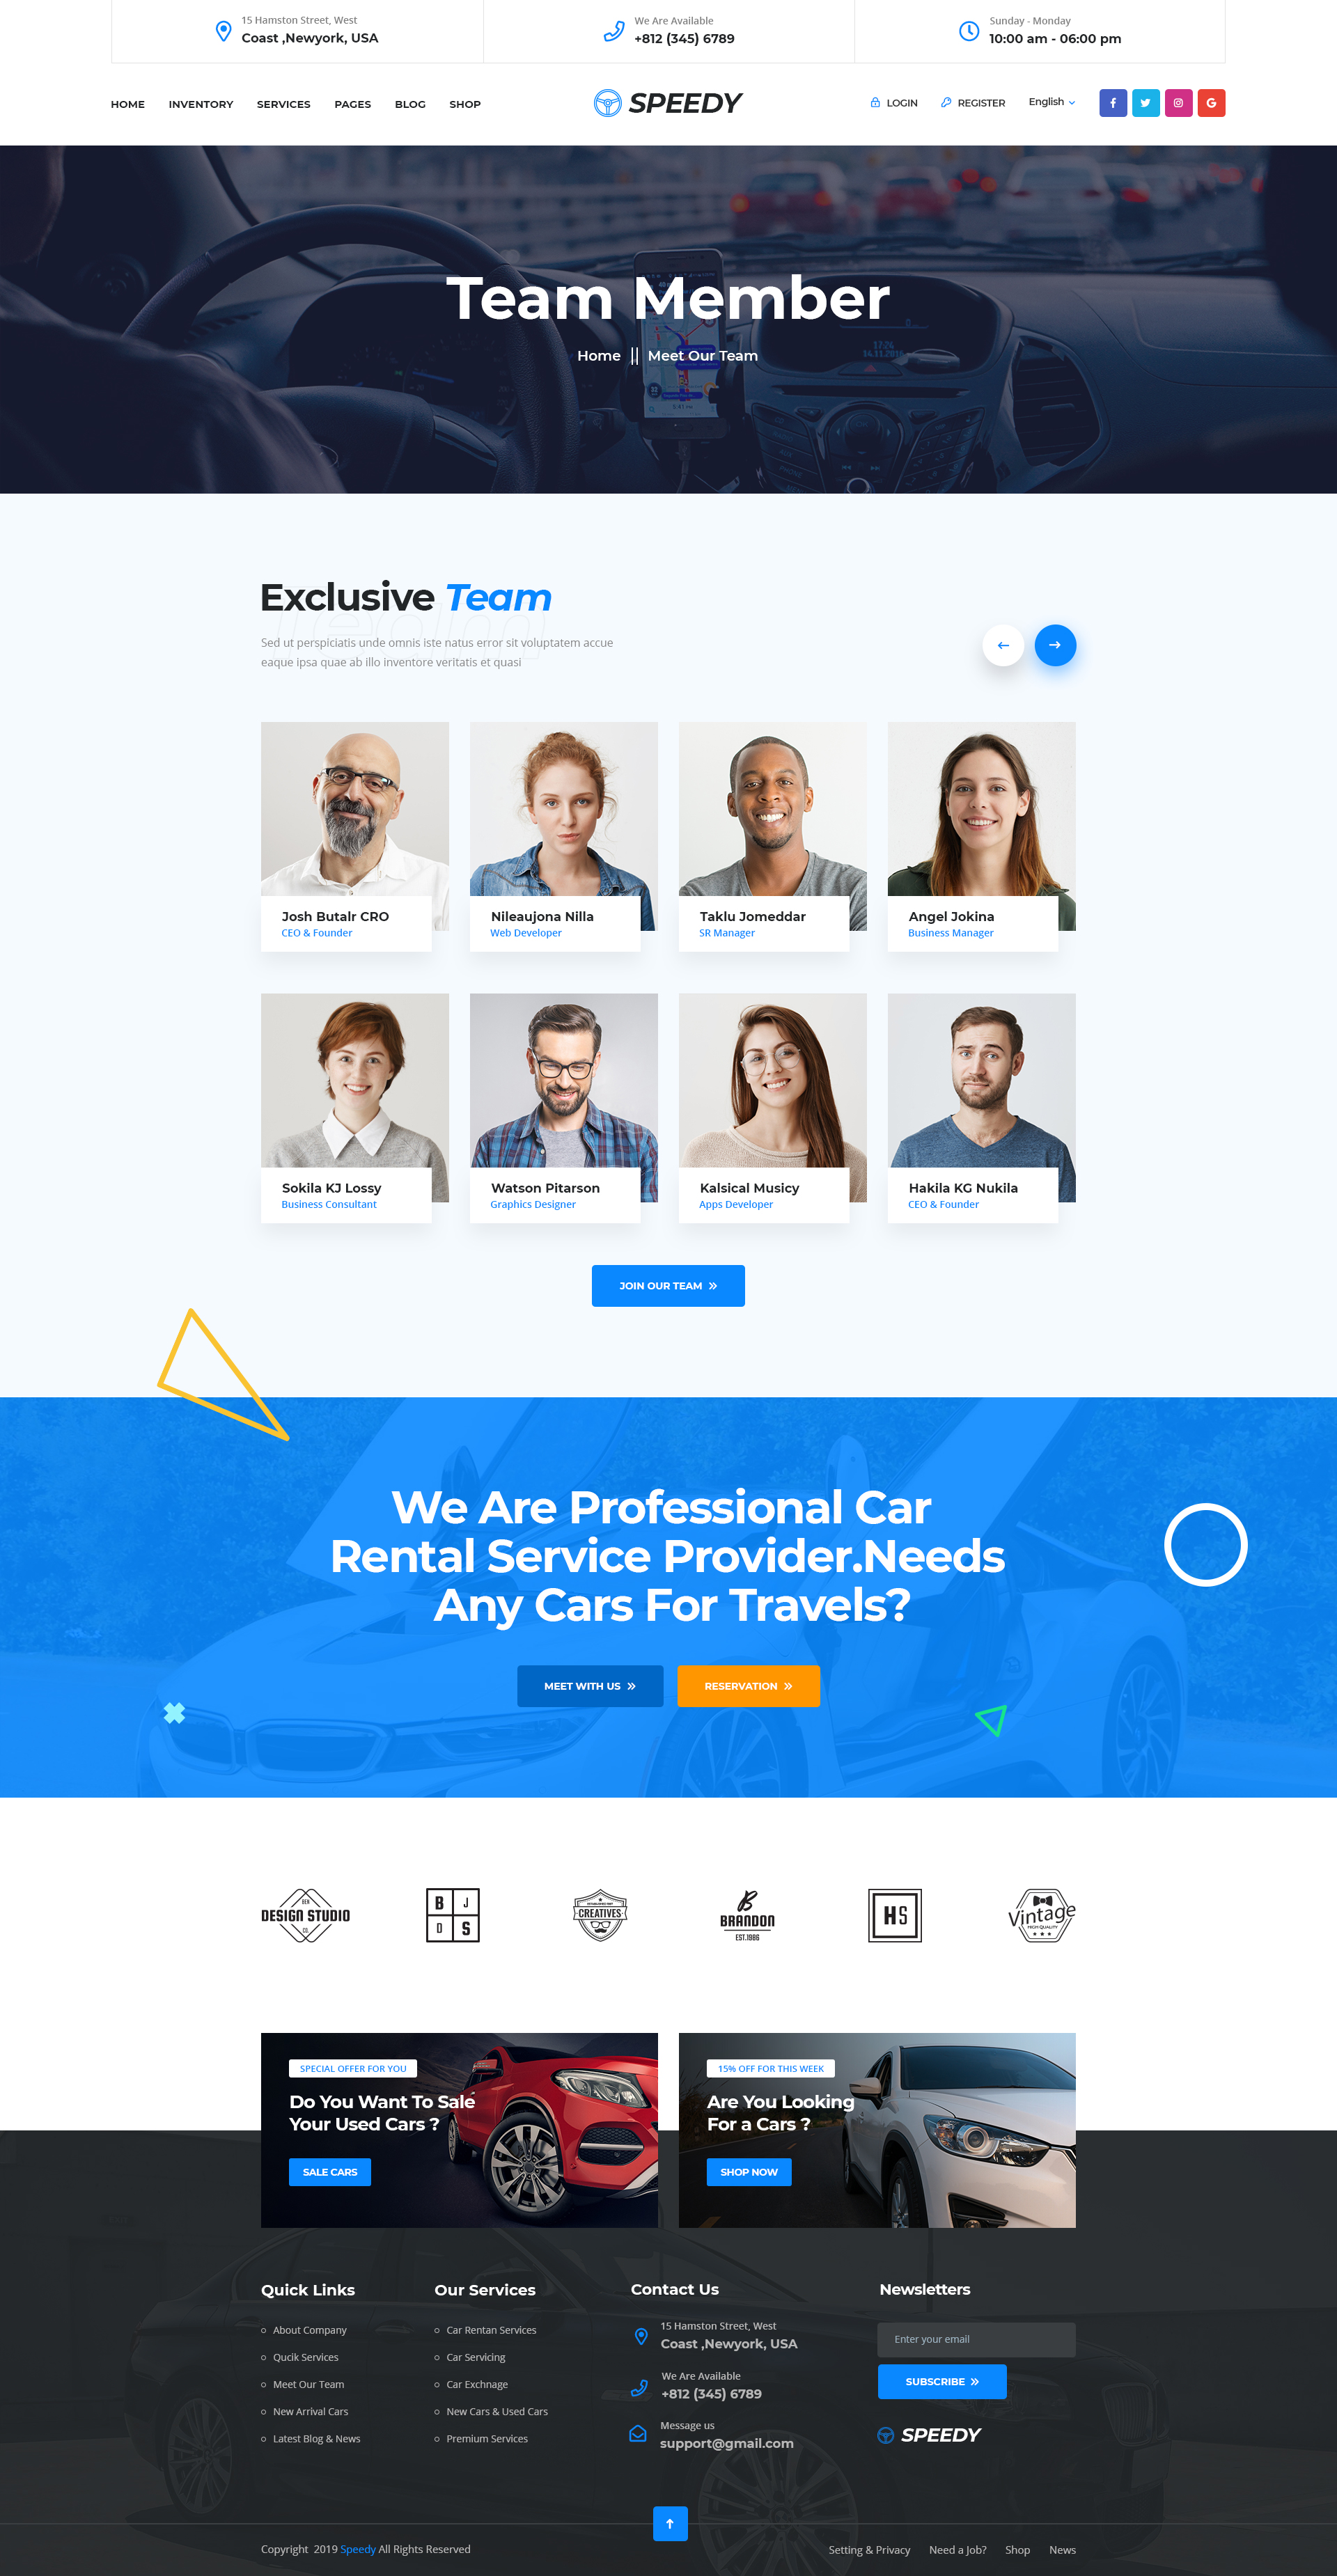 15 Hamston Street, West
Coast ,Newyork, USA
We Are Available
+812 (345) 6789
Sunday - Monday
10:00 am - 06:00 pm
HOME INVENTORY SERVICES PAGES BLOG SHOP
SPEEDY
LOGIN REGISTER English
Team Member
Home || Meet Our Team
Exclusive Team
Team
Sed ut perspiciatis unde omnis iste natus error sit voluptatem accue
eaque ipsa quae ab illo inventore veritatis et quasi
Josh Butalr CRO
CEO & Founder
Nileaujona Nilla
Web Developer
Taklu Jomeddar
SR Manager
Angel Jokina
Business Manager
Sokila KJ Lossy
Business Consultant
Watson Pitarson
Graphics Designer
Kalsical Musicy
Apps Developer
Hakila KG Nukila
CEO & Founder
JOIN OUR TEAM
We Are Professional Car
Rental Service Provider.Needs
Any Cars For Travels?
MEET WITH US
RESERVATION
BER
DESIGN STUDIO
CO.
B J
D S
CREATIVES
B
BRANDON
EST.1986
HS
Vintage
HIGH QUALITY
SPECIAL OFFER FOR YOU
Do You Want To Sale
Your Used Cars ?
SALE CARS
15% OFF FOR THIS WEEK
Are You Looking
For a Cars ?
SHOP NOW
Quick Links
About Company
Qucik Services
Meet Our Team
New Arrival Cars
Latest Blog & News
Our Services
Car Rentan Services
Car Servicing
Car Exchnage
New Cars & Used Cars
Premium Services
Contact Us
15 Hamston Street, West
Coast ,Newyork, USA
We Are Available
+812 (345) 6789
Message us
support@gmail.com
Newsletters
Enter your email
SUBSCRIBE
SPEEDY
Copyright 2019 Speedy All Rights Reserved
Setting & Privacy Need a Job? Shop News